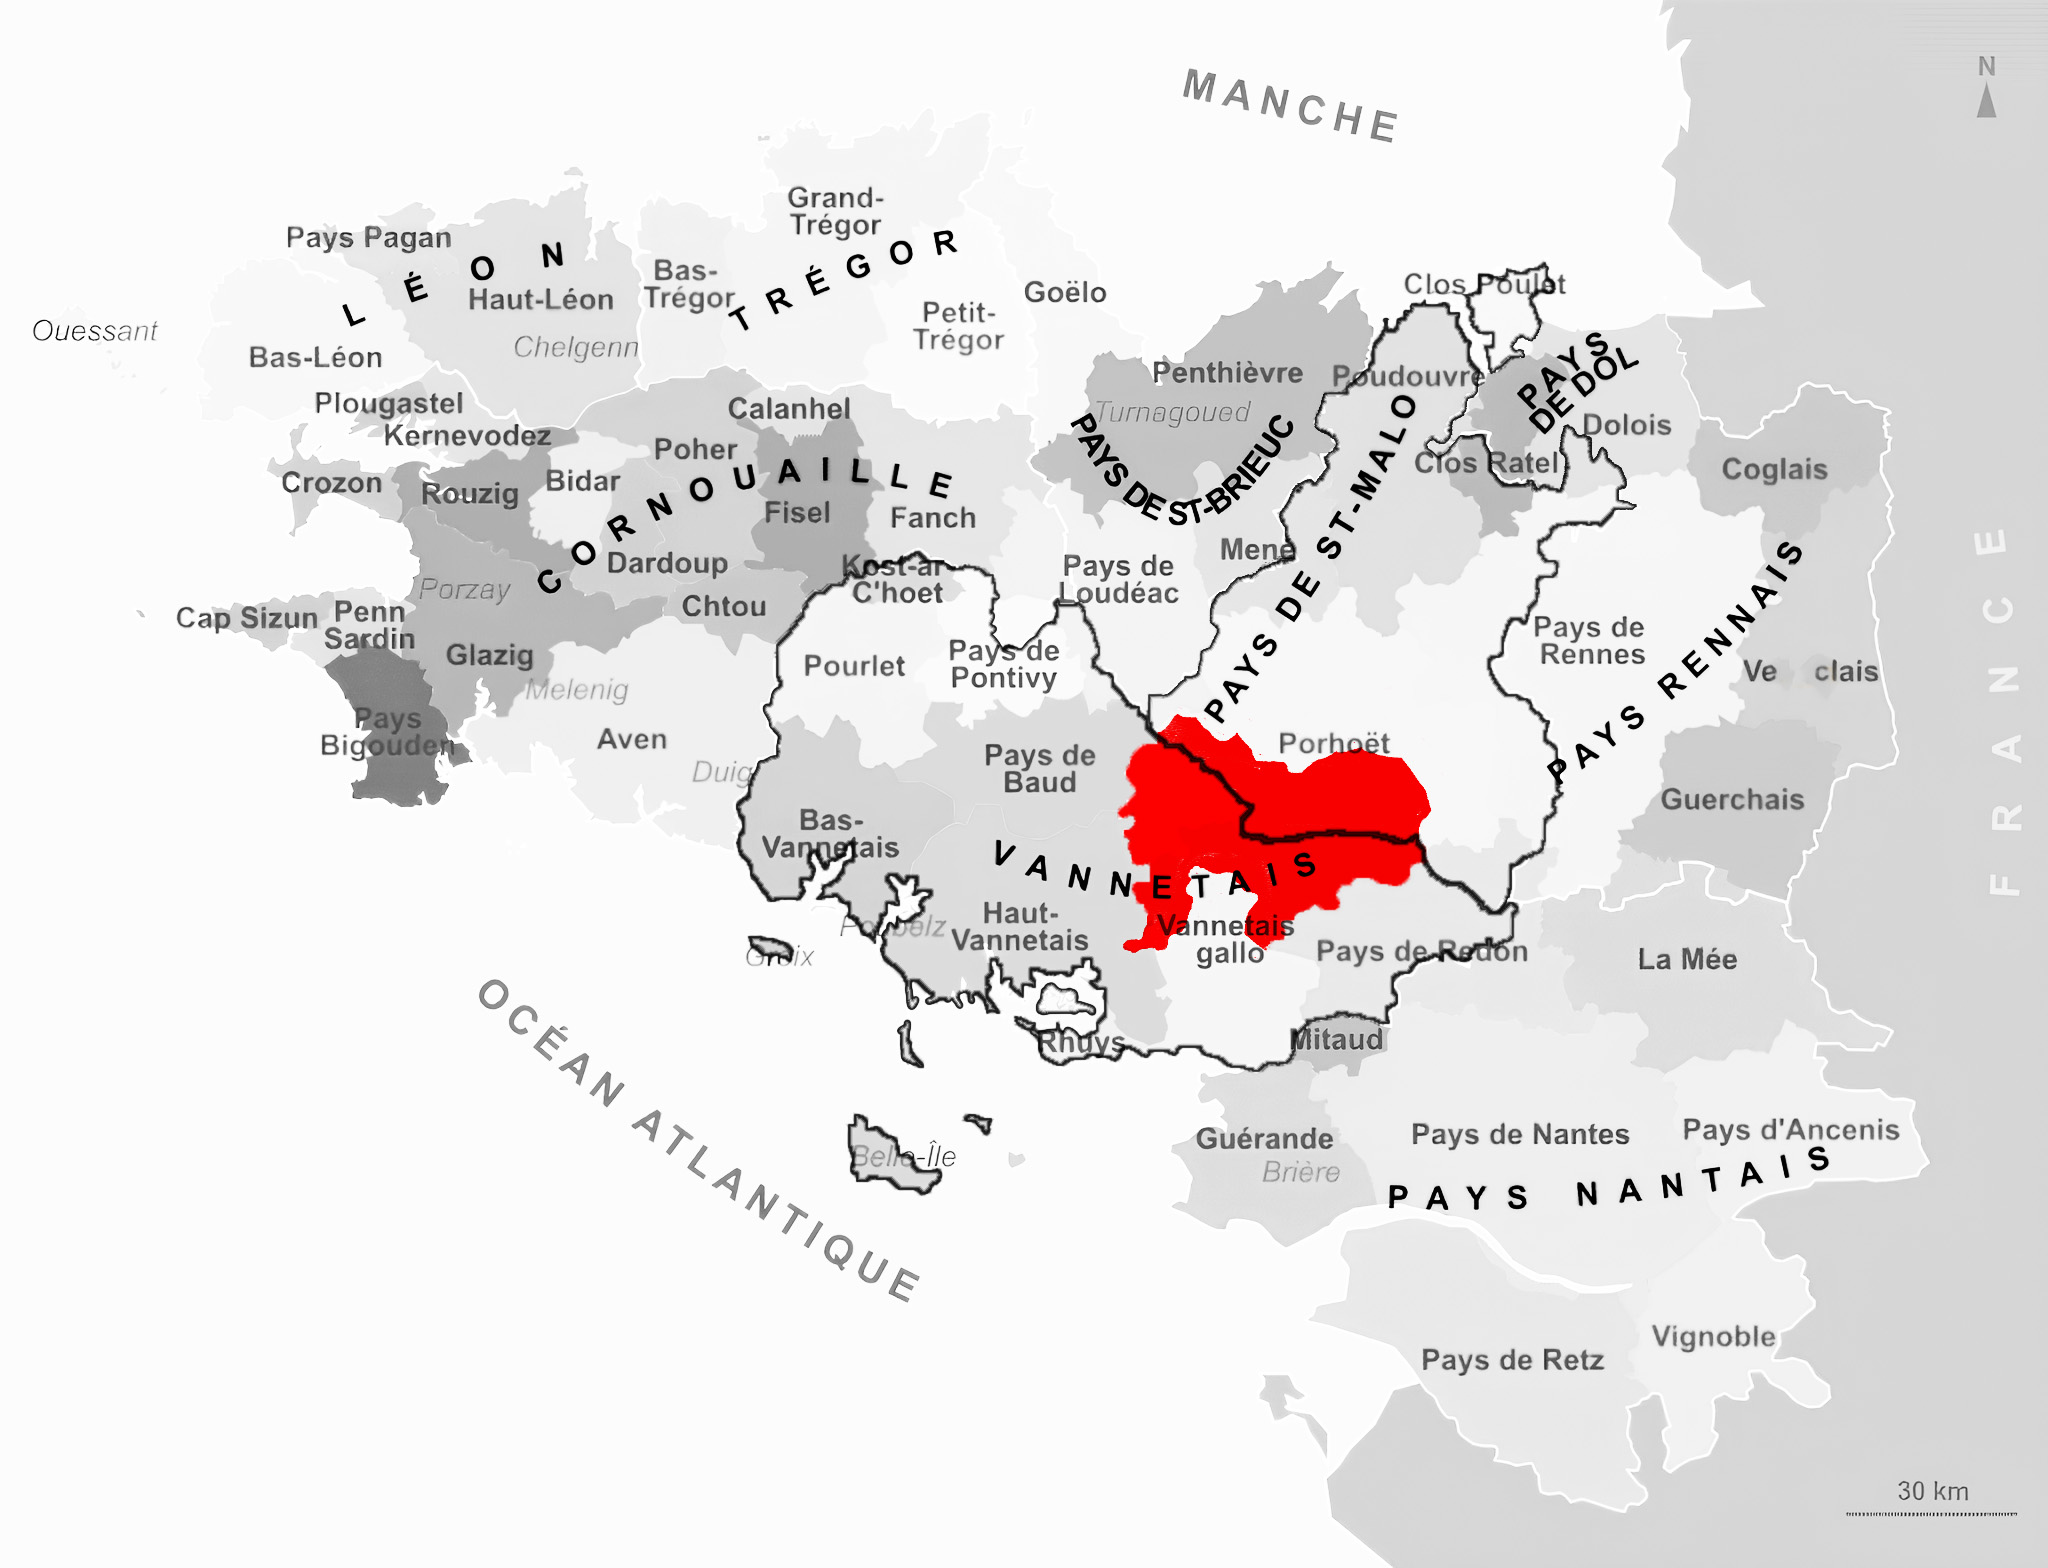 MANCHE
N
Grand-
Trégor
Pays Pagan
LÉON
Haut-Léon
Bas-
Trégor
TRÉGOR
Goëlo
Petit-
Trégor
Clos Poulet
Ouessant
Chelgenn
Bas-Léon
Penthièvre
Poudouvre
PAYS
DE DOL
Plougastel
Calanhel
Turnagoued
Dolois
Kernevodez
Poher
PAYS DE ST-BRIEUC
PAYS DE ST-MALO
Clos Ratel
Coglais
Crozon
Rouzig
Bidar
CORNOUAILLE
Fisel
Fanch
Mené
Dardoup
Kost-ar
C'hoet
Pays de
Loudéac
FRANCE
Porzay
Chtou
Cap Sizun
Penn
Sardin
Pays de
Rennes
PAYS RENNAIS
Glazig
Pourlet
Pays de
Pontivy
Ve clais
Melenig
Pays
Bigouden
Aven
Porhoët
Duig
Pays de
Baud
Guerchais
Bas-
Vannetais
VANNETAIS
Haut-
Vannetais
Vannetais
gallo
Pays de Redon
La Mée
Groix
Rhuys
Mitaud
OCÉAN ATLANTIQUE
Belle-Île
Guérande
Brière
Pays de Nantes
Pays d'Ancenis
PAYS NANTAIS
Pays de Retz
Vignoble
30 km